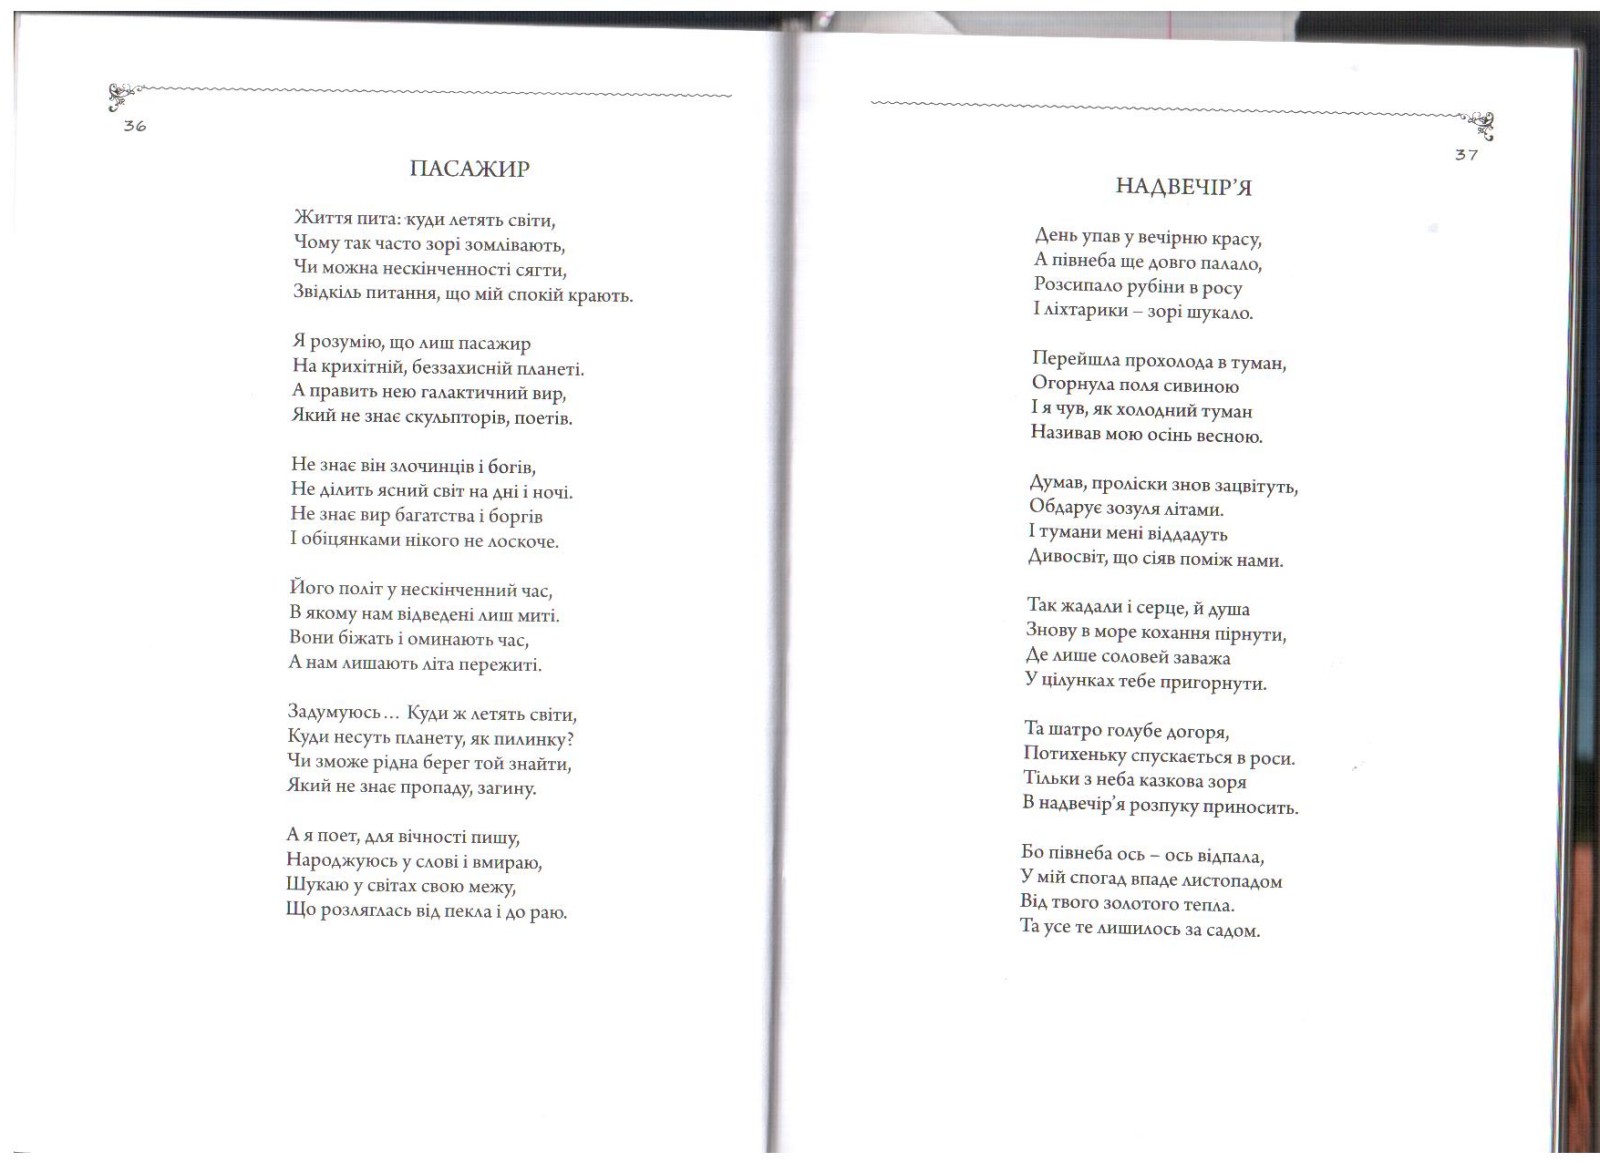 36
ПАСАЖИР
Життя пита: куди летять світи,
Чому так часто зорі зомлівають,
Чи можна нескінченності сягти,
Звідкіль питання, що мій спокій крають.
Я розумію, що лиш пасажир
На крихітній, беззахисній планеті.
А править нею галактичний вир,
Який не знає скульпторів, поетів.
Не знає він злочинців і богів,
Не ділить ясний світ на дні і ночі.
Не знає вир багатства і боргів
І обіцянками нікого не лоскоче.
Його політ у нескінченний час,
В якому нам відведені лиш миті.
Вони біжать і оминають час,
А нам лишають літа пережиті.
Задумуюсь... Куди ж летять світи,
Куди несуть планету, як пилинку?
Чи зможе рідна берег той знайти,
Який не знає пропаду, загину.
А я поет, для вічності пишу,
Народжуюсь у слові і вмираю,
Шукаю у світах свою межу,
Що розляглась від пекла і до раю.
37
НАДВЕЧІР’Я
День упав у вечірню красу,
А півнеба ще довго палало,
Розсипало рубіни в росу
І ліхтарики – зорі шукало.
Перейшла прохолода в туман,
Огорнула поля сивиною
І я чув, як холодний туман
Називав мою осінь весною.
Думав, проліски знов зацвітуть,
Обдарує зозуля літами.
І тумани мені віддадуть
Дивосвіт, що сіяв поміж нами.
Так жадали і серце, й душа
Знову в море кохання пірнути,
Де лише соловей заважа
У цілунках тебе пригорнути.
Та шатро голубе догоря,
Потихеньку спускається в роси.
Тільки з неба казкова зоря
В надвечір’я розпуку приносить.
Бо півнеба ось – ось відпала,
У мій спогад впаде листопадом
Від твого золотого тепла.
Та усе те лишилось за садом.